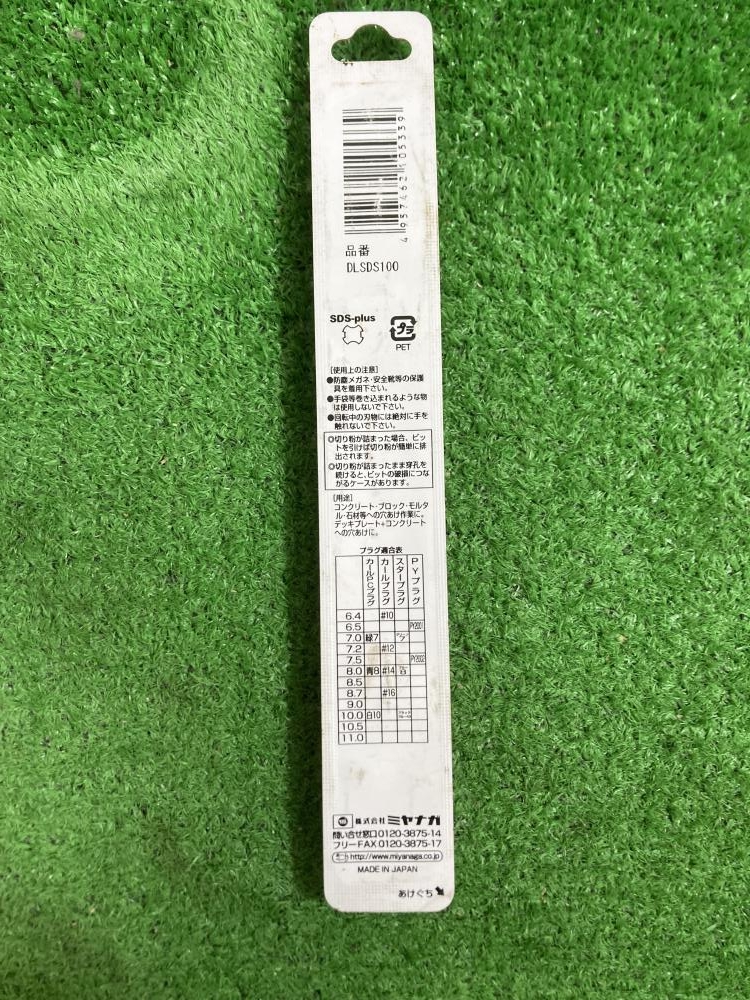 4957462105539
品番
DLSDS100
SDS-plus
プラ
PET
[使用上の注意]
●防塵メガネ・安全靴等の保護
具を着用下さい。
●手袋等巻き込まれるような物
は使用しないで下さい。
●回転中の刃物には絶対に手を
触れないで下さい。
◎切り粉が詰まった場合、ビッ
トを引けば切り粉が簡単に排
出されます。
◎切り粉が詰まったまま穿孔を
続けると、ビットの破損につな
がるケースがあります。
[用途]
コンクリート・ブロック・モルタ
ル・石材等への穴あけ作業に。
デッキプレート+コンクリート
への穴あけに。
プラグ適合表
カールPCプラグ カールプラグ スタープラグ PYプラグ
6.4 #10
6.5 PY2001
7.0 緑7
7.2 #12
7.5 PY2002
8.0 青8 #14
8.5
8.7 #16
9.0
10.0 白10
10.5
11.0
株式会社 ミヤナガ
問い合せ窓口0120-3875-14
フリーFAX 0120-3875-17
http://www.miyanaga.co.jp
MADE IN JAPAN
あけぐち